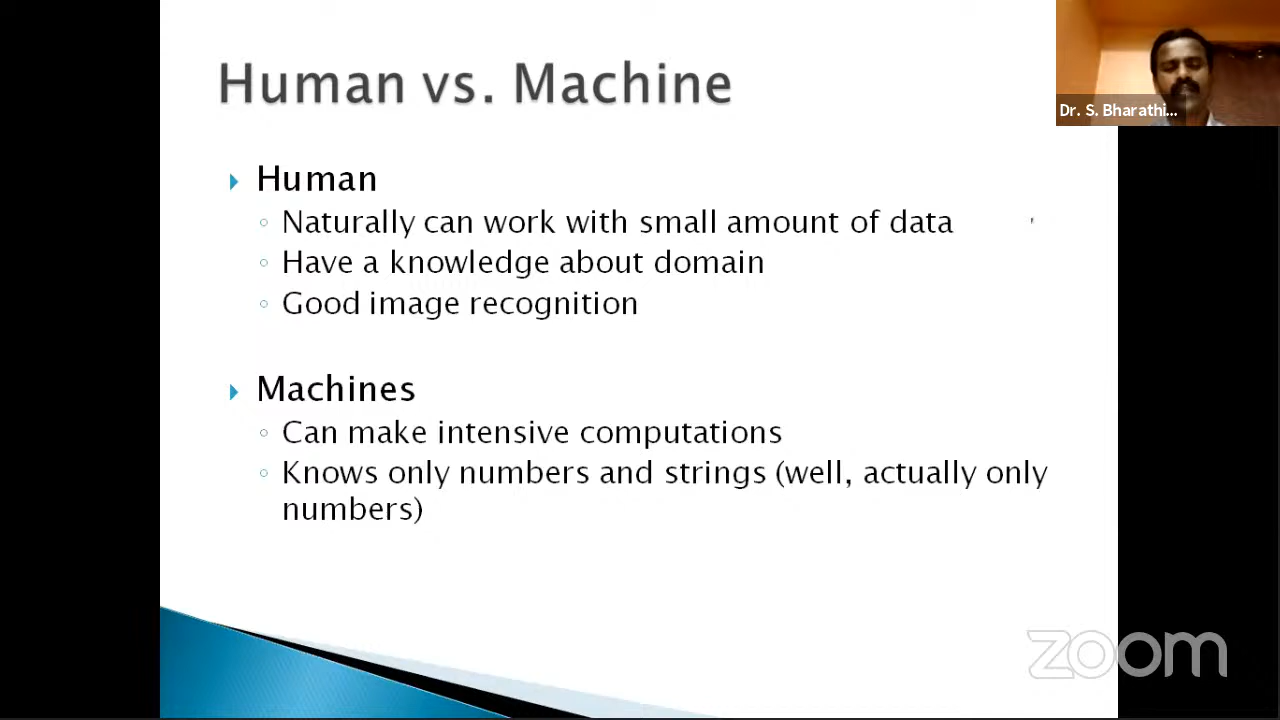 Human vs. Machine
Dr. S. Bharathi...
Human
Naturally can work with small amount of data
Have a knowledge about domain
Good image recognition
Machines
Can make intensive computations
Knows only numbers and strings (well, actually only
numbers)
zoom